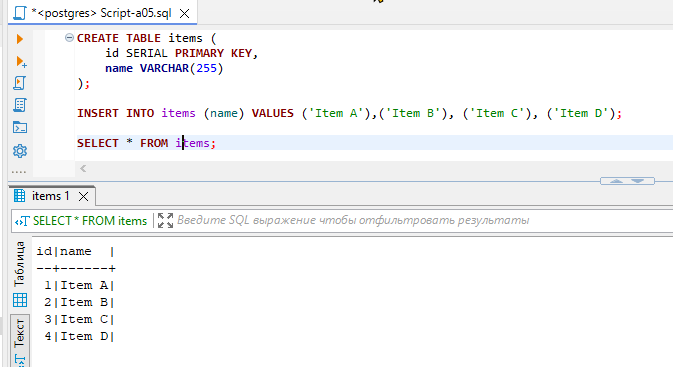 *<postgres> Script-a05.sql
CREATE TABLE items (
id SERIAL PRIMARY KEY,
name VARCHAR(255)
);
INSERT INTO items (name) VALUES ('Item A'),('Item B'), ('Item C'), ('Item D');
SELECT * FROM items;
items 1
SELECT * FROM items
Введите SQL выражение чтобы отфильтровать результаты
Таблица
Текст
id|name  |
--+------+
1|Item A|
2|Item B|
3|Item C|
4|Item D|